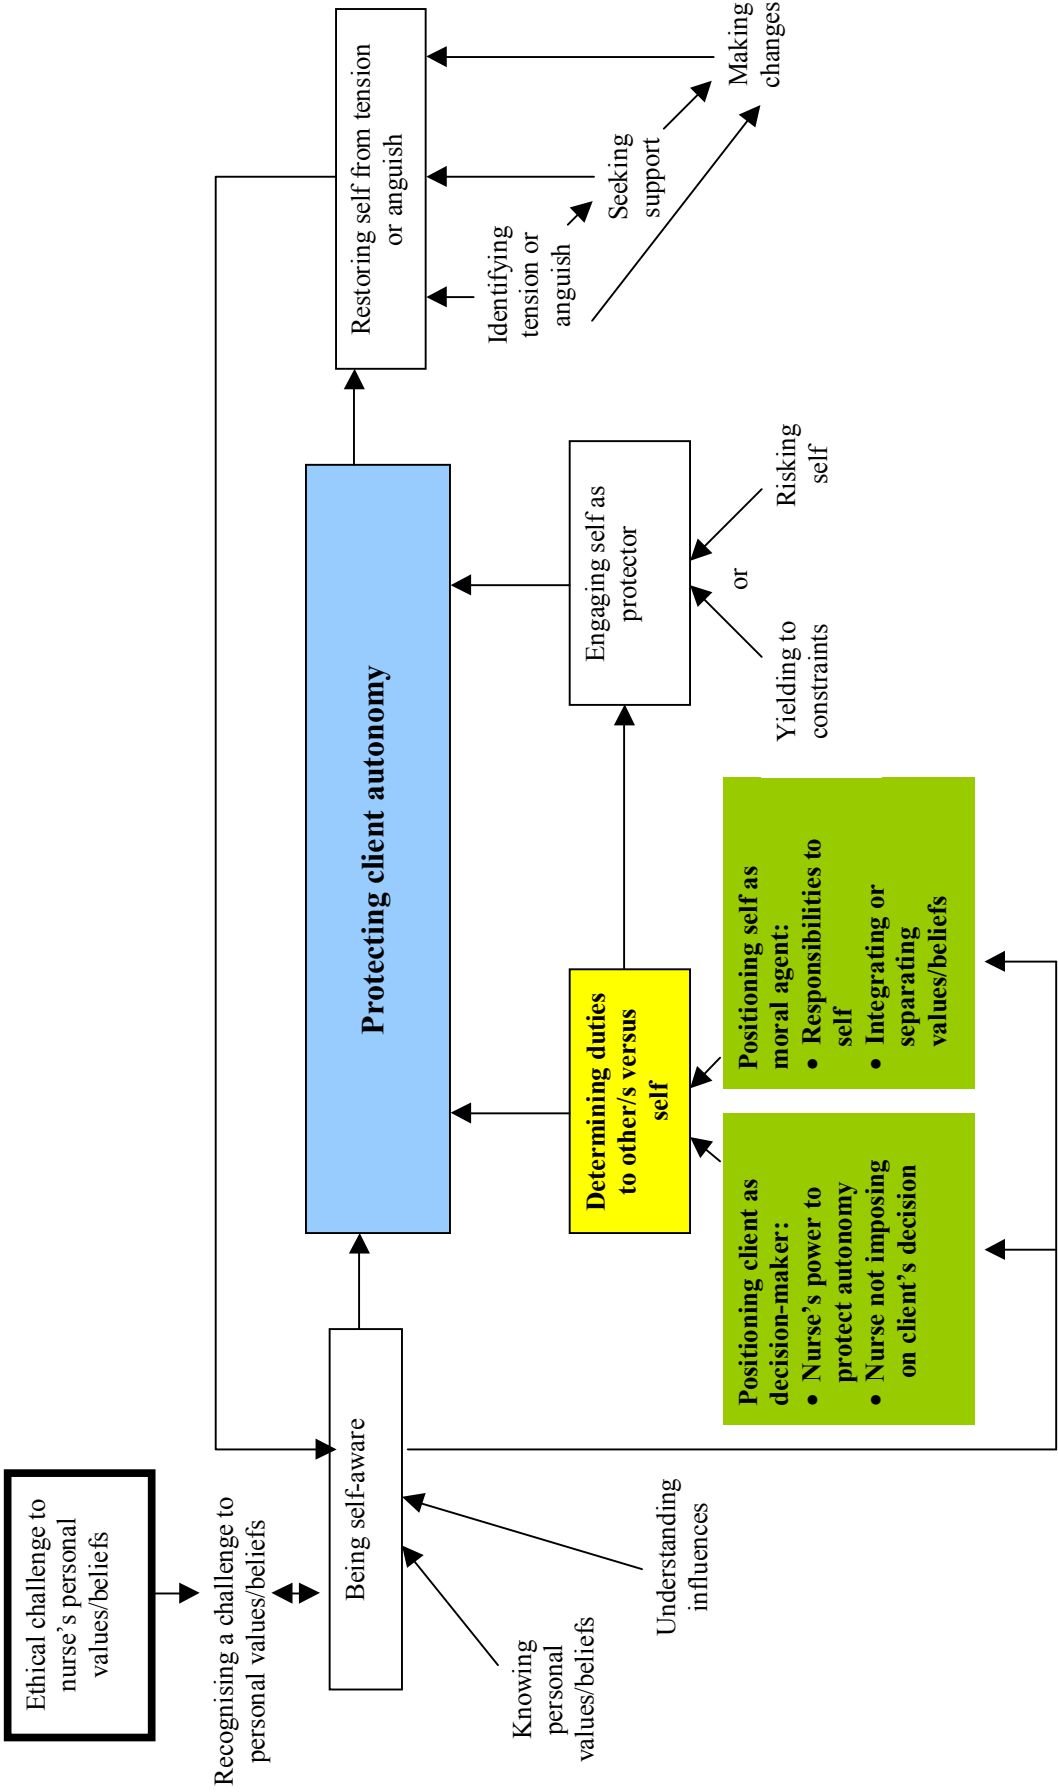 Ethical challenge to
nurse’s personal
values/beliefs
Recognising a challenge to
personal values/beliefs
Being self-aware
Knowing
personal
values/beliefs
Understanding
influences
Protecting client autonomy
Determining duties
to other/s versus
self
Positioning client as
decision-maker:
• Nurse’s power to
protect autonomy
• Nurse not imposing
on client’s decision
Positioning self as
moral agent:
• Responsibilities to
self
• Integrating or
separating
values/beliefs
Engaging self as
protector
Yielding to
constraints
or
Risking
self
Restoring self from tension
or anguish
Identifying
tension or
anguish
Seeking
support
Making
changes